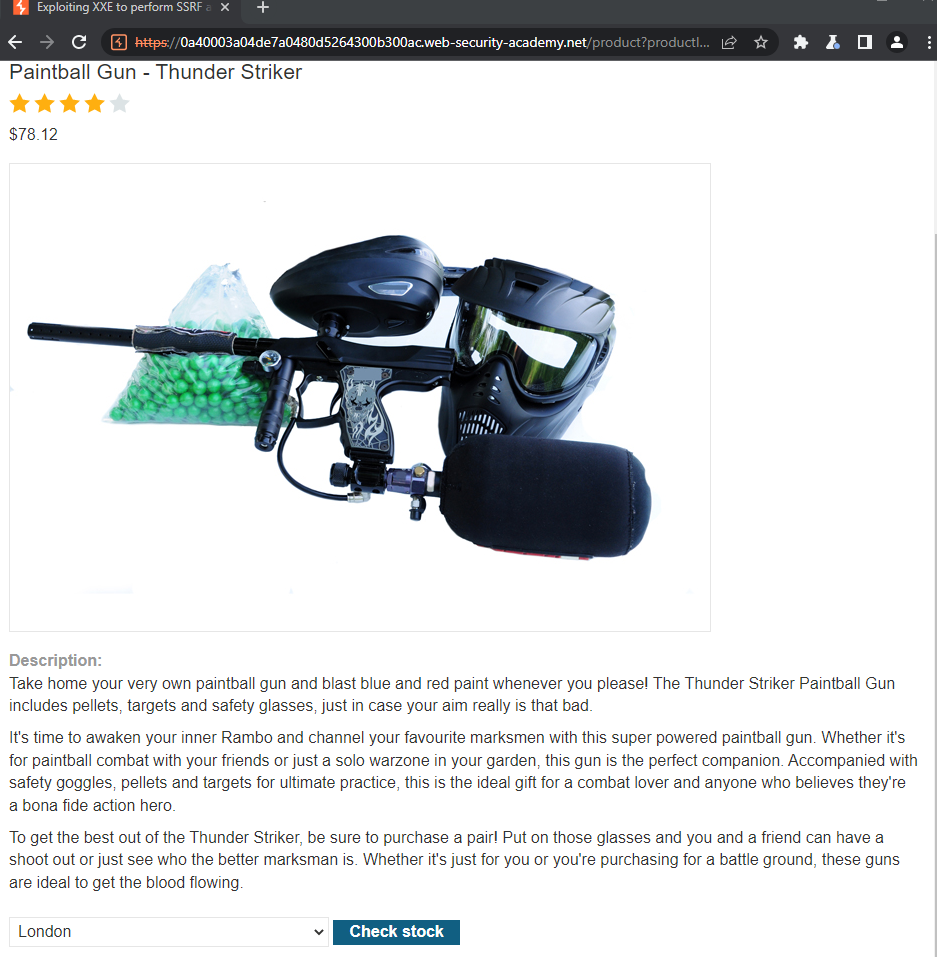 Exploiting XXE to perform SSRF a
https://0a40003a04de7a0480d5264300b300ac.web-security-academy.net/product?productI...
Paintball Gun - Thunder Striker
$78.12
Description:
Take home your very own paintball gun and blast blue and red paint whenever you please! The Thunder Striker Paintball Gun
includes pellets, targets and safety glasses, just in case your aim really is that bad.
It's time to awaken your inner Rambo and channel your favourite marksmen with this super powered paintball gun. Whether it's
for paintball combat with your friends or just a solo warzone in your garden, this gun is the perfect companion. Accompanied with
safety goggles, pellets and targets for ultimate practice, this is the ideal gift for a combat lover and anyone who believes they're
a bona fide action hero.
To get the best out of the Thunder Striker, be sure to purchase a pair! Put on those glasses and you and a friend can have a
shoot out or just see who the better marksman is. Whether it's just for you or you're purchasing for a battle ground, these guns
are ideal to get the blood flowing.
London
Check stock